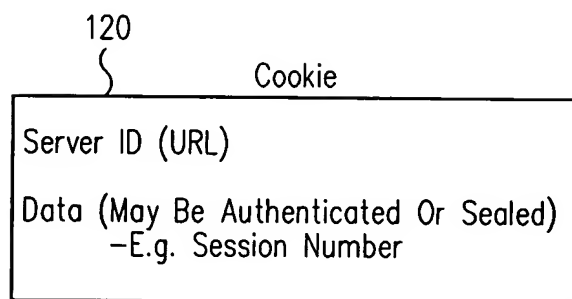 120
Cookie
Server ID (URL)
Data (May Be Authenticated Or Sealed)
-E.g. Session Number